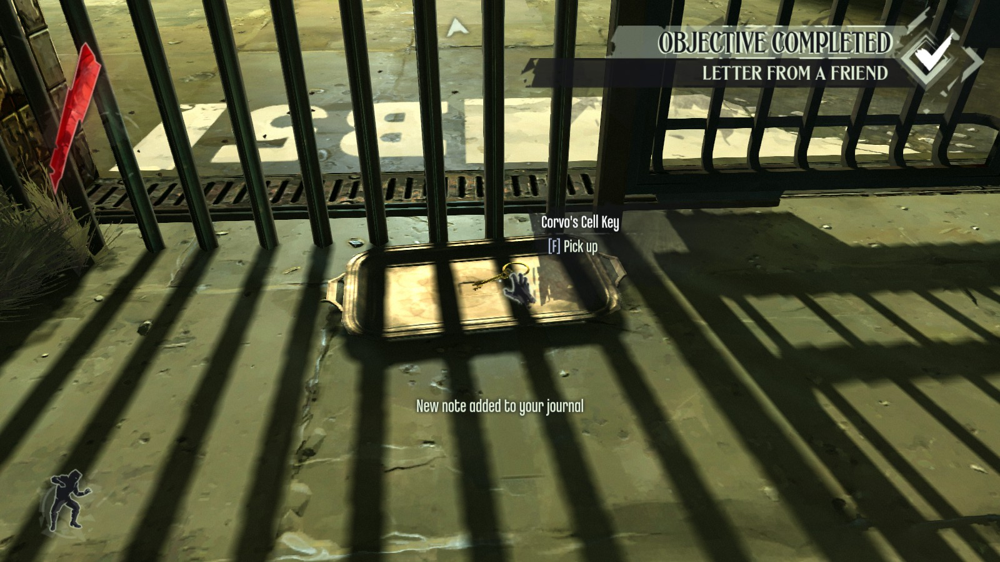 OBJECTIVE COMPLETED
LETTER FROM A FRIEND
Corvo's Cell Key
[F] Pick up
New note added to your journal